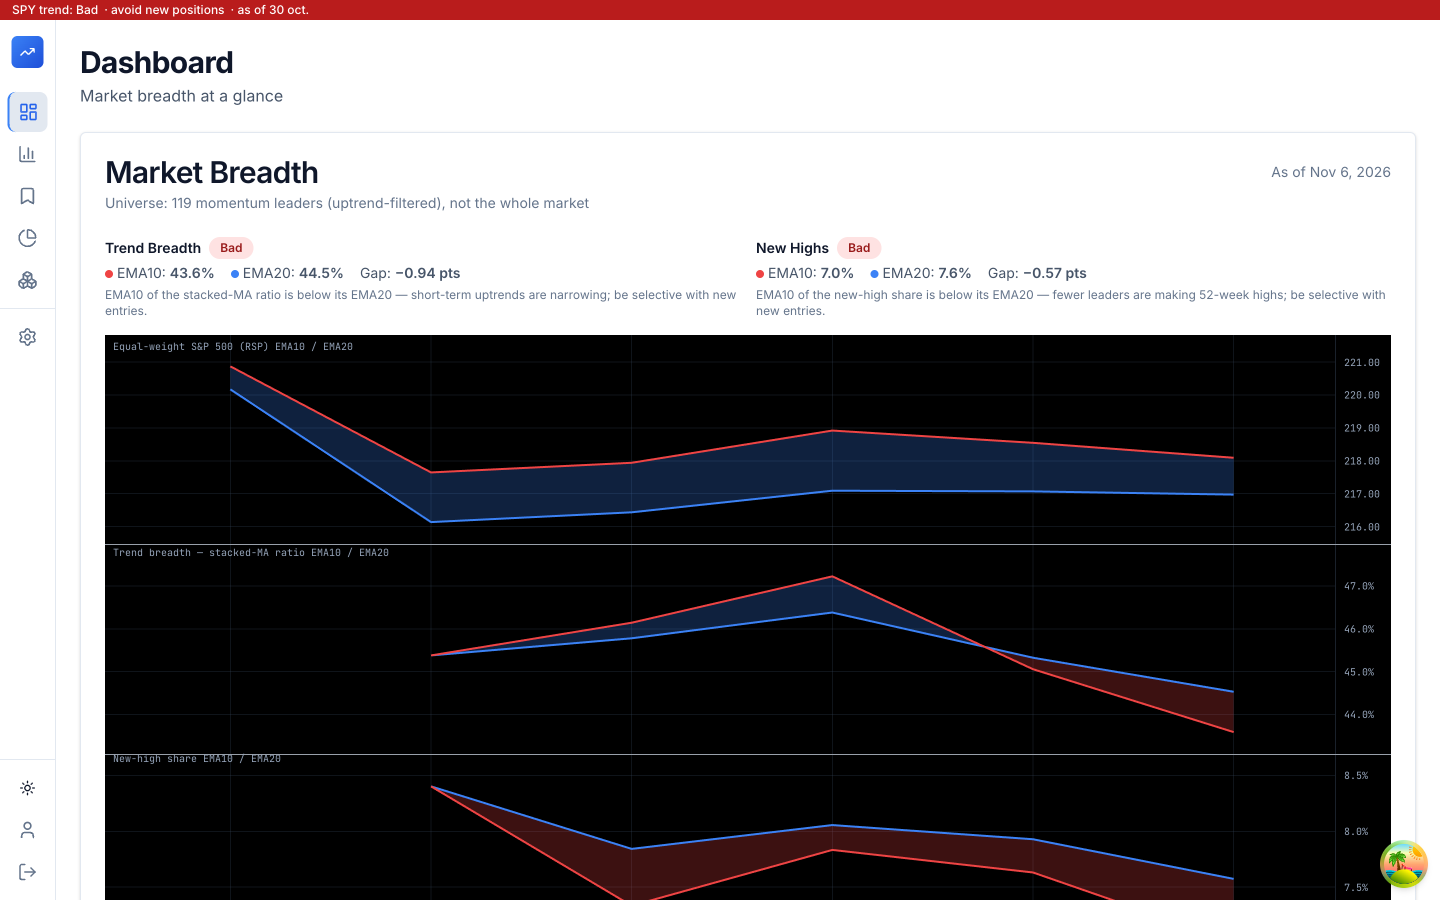 SPY trend: Bad · avoid new positions · as of 30 oct.
Dashboard
Market breadth at a glance
Market Breadth
As of Nov 6, 2026
Universe: 119 momentum leaders (uptrend-filtered), not the whole market
Trend Breadth Bad
EMA10: 43.6% EMA20: 44.5% Gap: −0.94 pts
EMA10 of the stacked-MA ratio is below its EMA20 — short-term uptrends are narrowing; be selective with new
entries.
New Highs Bad
EMA10: 7.0% EMA20: 7.6% Gap: −0.57 pts
EMA10 of the new-high share is below its EMA20 — fewer leaders are making 52-week highs; be selective with
new entries.
Equal-weight S&P 500 (RSP) EMA10 / EMA20
221.00
220.00
219.00
218.00
217.00
216.00
Trend breadth — stacked-MA ratio EMA10 / EMA20
47.0%
46.0%
45.0%
44.0%
New-high share EMA10 / EMA20
8.5%
8.0%
7.5%